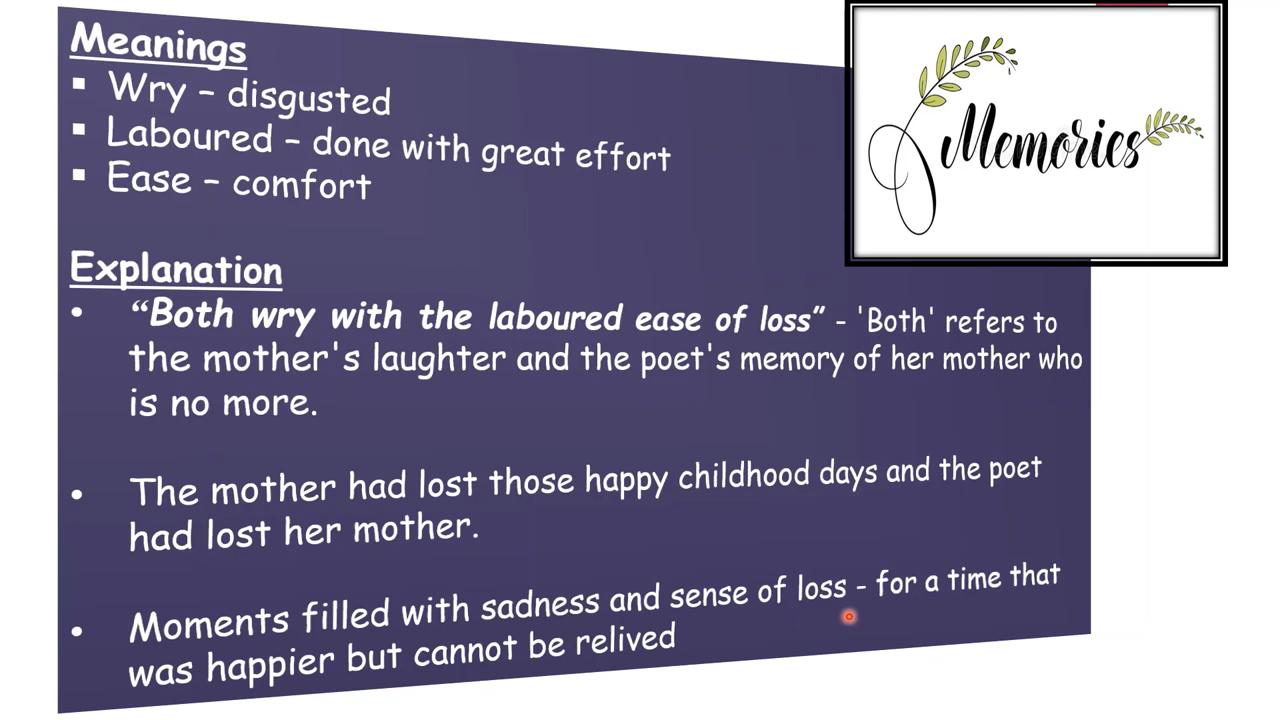 Meanings
▪ Wry – disgusted
▪ Laboured – done with great effort
▪ Ease – comfort
Memories
Explanation
• “Both wry with the laboured ease of loss” - 'Both' refers to
the mother's laughter and the poet's memory of her mother who
is no more.
• The mother had lost those happy childhood days and the poet
had lost her mother.
• Moments filled with sadness and sense of loss - for a time that
was happier but cannot be relived